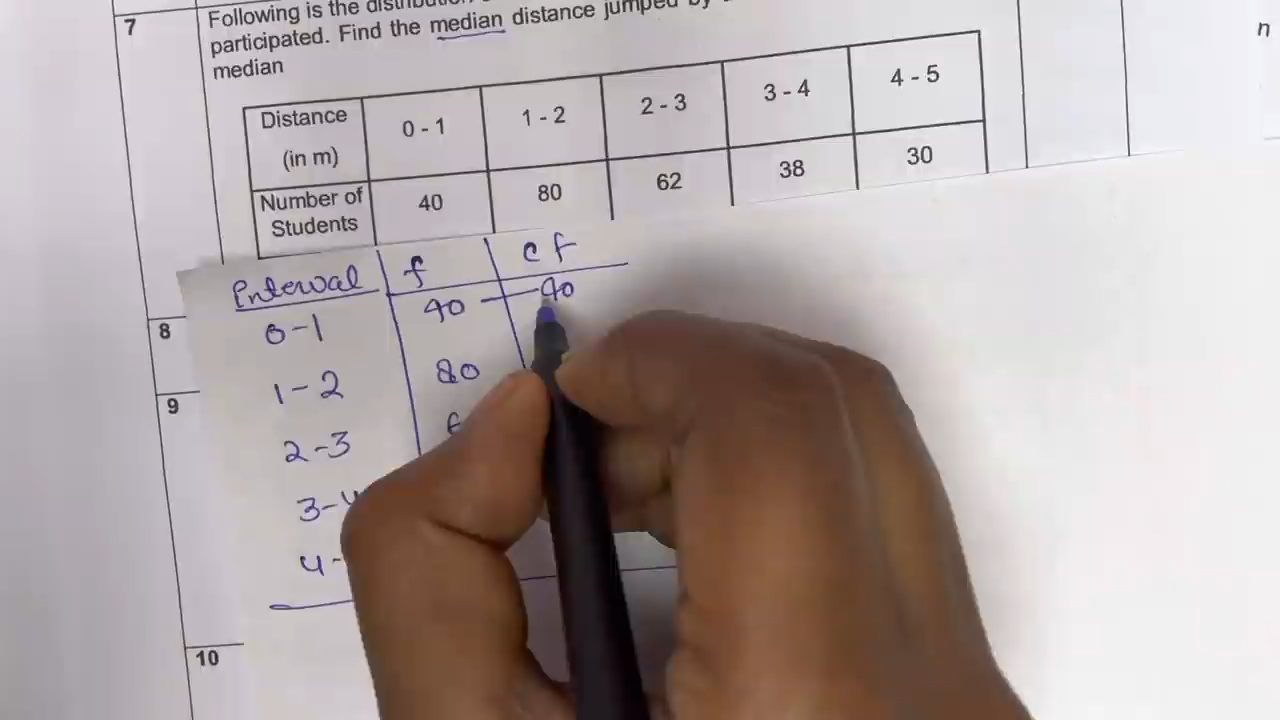 7
Following is the
participated. Find the median distance jumped
median
Distance (in m) 0 - 1 1 - 2 2 - 3 3 - 4 4 - 5
Number of Students 40 80 62 38 30
n
Interval f cf
0-1 40 40
1-2 80
2-3
3-4
8
9
10